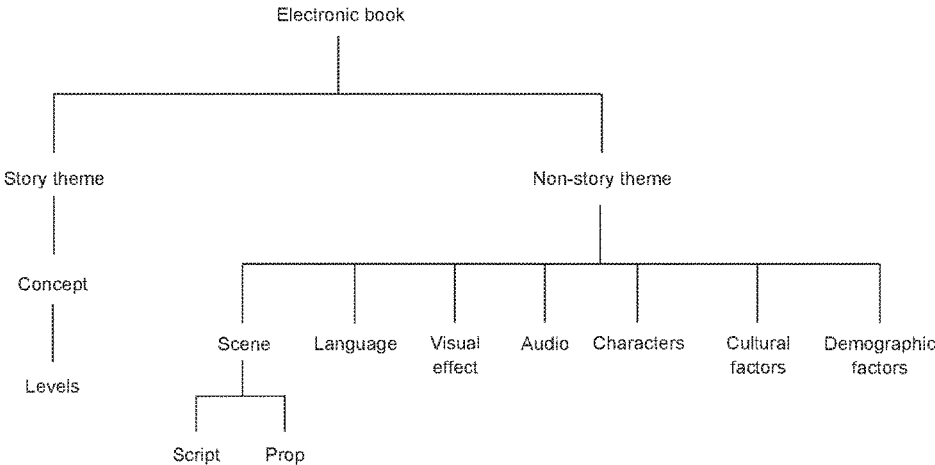 Electronic book
Story theme
Non-story theme
Concept
Scene
Language
Visual
effect
Audio
Characters
Cultural
factors
Demographic
factors
Levels
Script
Prop